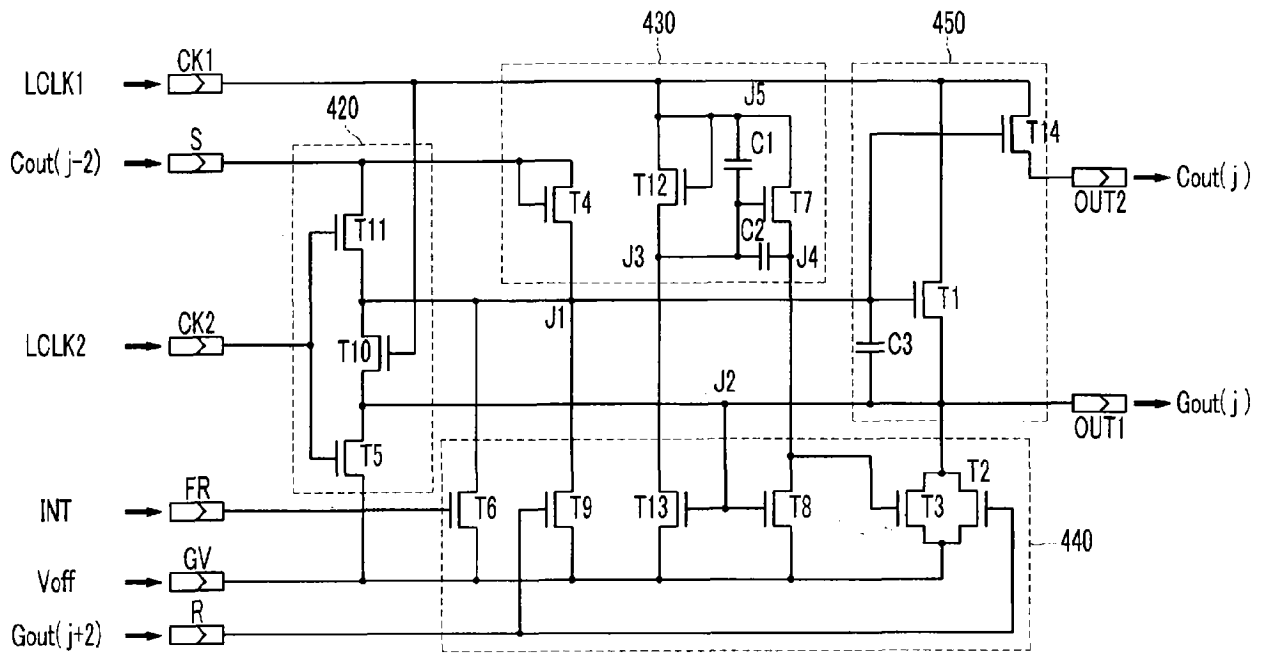 430
450
CK1
LCLK1
J5
420
S
C1
T14
Cout(j-2)
T12
T4
T7
Cout(j)
OUT2
T11
C2
J3
J4
J1
T1
CK2
LCLK2
T10
C3
J2
Gout(j)
OUT1
T5
T2
FR
INT
T6
T9
T13
T8
T3
440
GV
Voff
R
Gout(j+2)